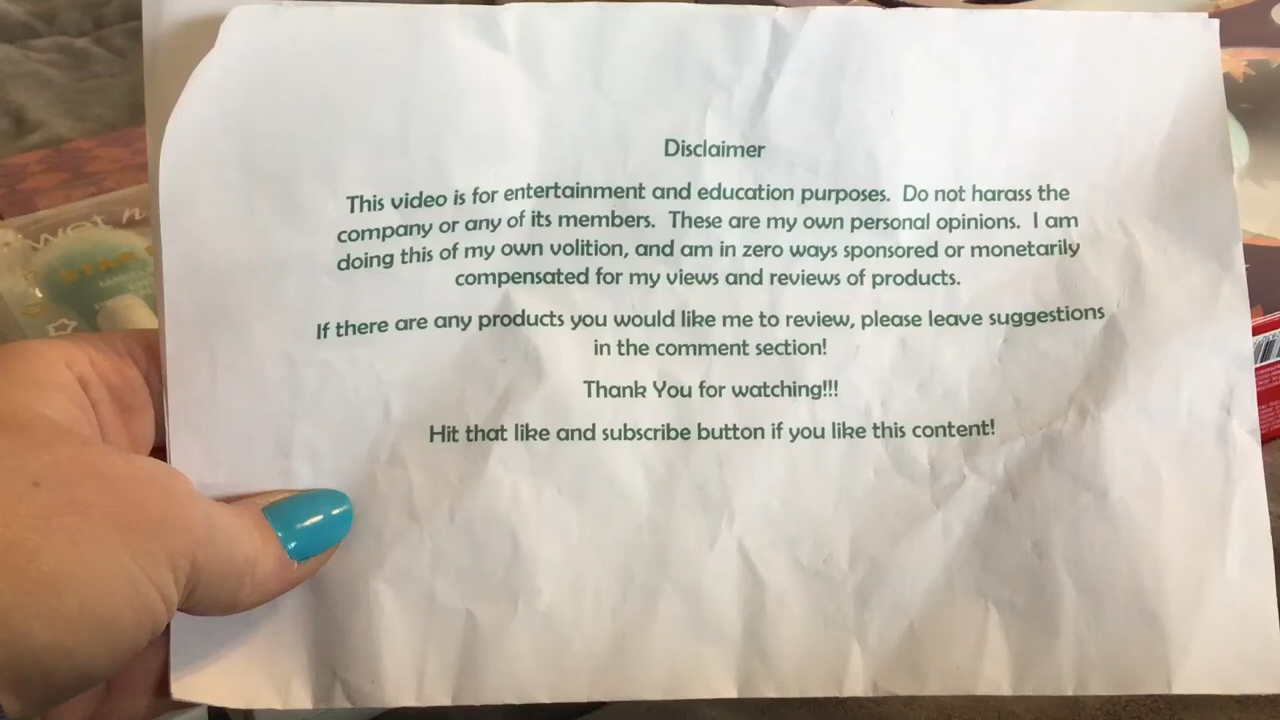 Disclaimer
This video is for entertainment and education purposes. Do not harass the
company or any of its members. These are my own personal opinions. I am
doing this of my own volition, and am in zero ways sponsored or monetarily
compensated for my views and reviews of products.
If there are any products you would like me to review, please leave suggestions
in the comment section!
Thank You for watching!!!
Hit that like and subscribe button if you like this content!
wet n
STAR